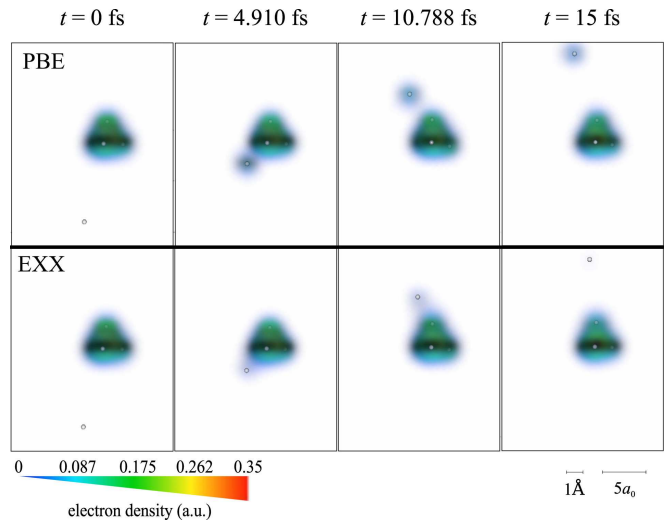 t = 0 fs t = 4.910 fs t = 10.788 fs t = 15 fs
PBE
EXX
0 0.087 0.175 0.262 0.35
electron density (a.u.)
1Å 5a₀